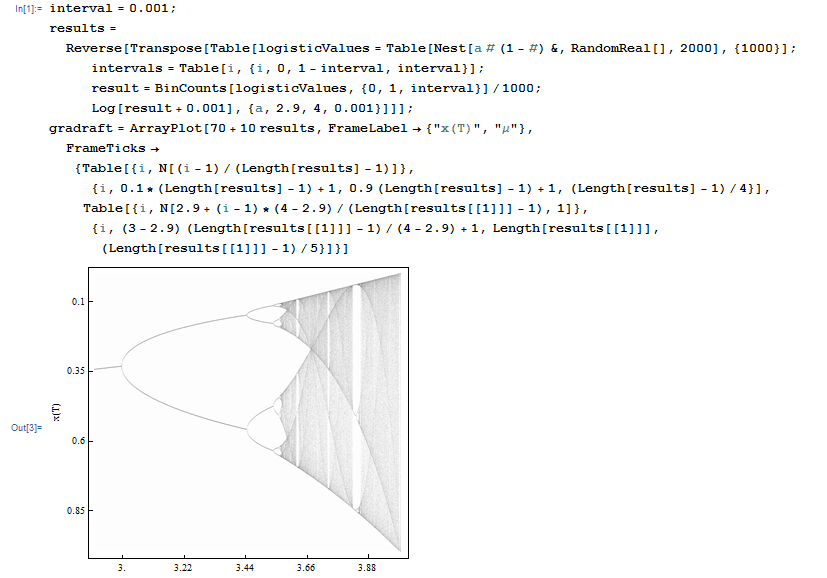 In[1]:= interval = 0.001;
results =
Reverse[Transpose[Table[logisticValues = Table[Nest[a # (1 - #) &, RandomReal[], 2000], {1000}];
intervals = Table[i, {i, 0, 1 - interval, interval}];
result = BinCounts[logisticValues, {0, 1, interval}] / 1000;
Log[result + 0.001], {a, 2.9, 4, 0.001}]]];
gradraft = ArrayPlot[70 + 10 results, FrameLabel → {"x(T)", "μ"},
FrameTicks →
{Table[{i, N[(i - 1) / (Length[results] - 1)]},
{i, 0.1 * (Length[results] - 1) + 1, 0.9 (Length[results] - 1) + 1, (Length[results] - 1) / 4}],
Table[{i, N[2.9 + (i - 1) * (4 - 2.9) / (Length[results[[1]]] - 1), 1]},
{i, (3 - 2.9) (Length[results[[1]]] - 1) / (4 - 2.9) + 1, Length[results[[1]]],
(Length[results[[1]]] - 1) / 5}]}]
0.1
0.35
x(T)
Out[3]=
0.6
0.85
3. 3.22 3.44 3.66 3.88